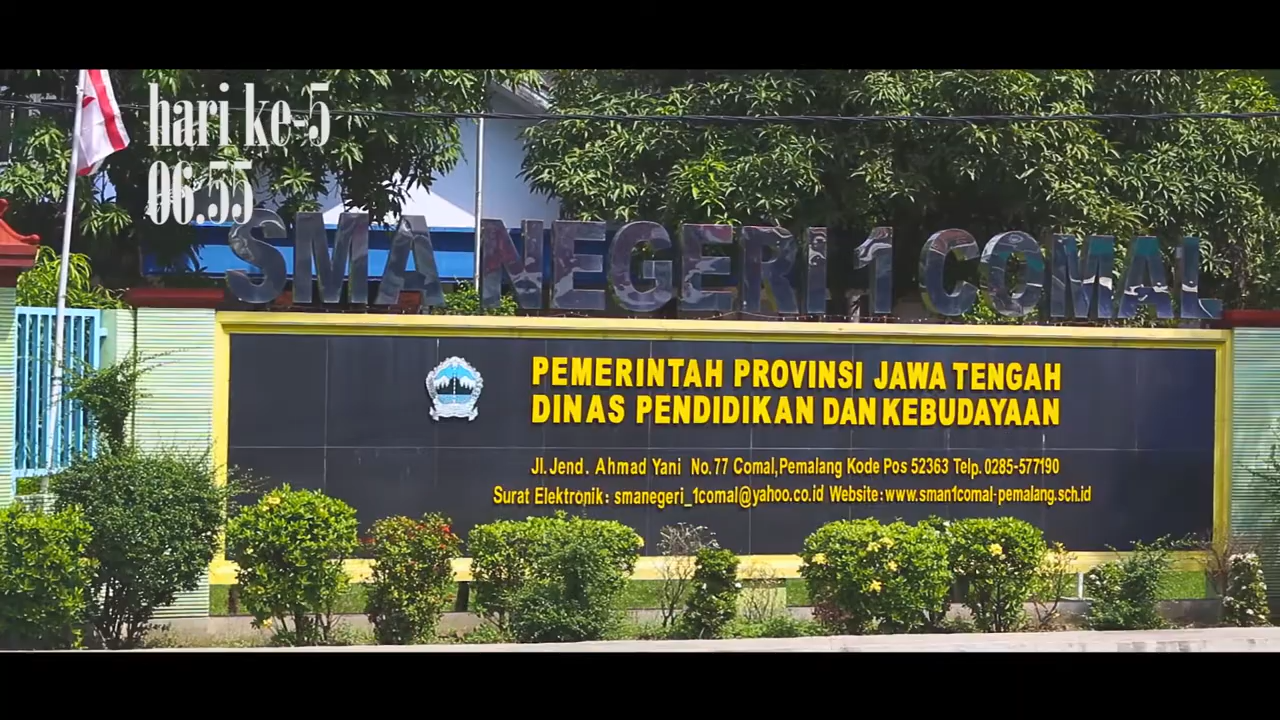 hari ke-5
06.55
SMA NEGERI 1 COMAL
PEMERINTAH PROVINSI JAWA TENGAH
DINAS PENDIDIKAN DAN KEBUDAYAAN
Jl.Jend. Ahmad Yani No.77 Comal,Pemalang Kode Pos 52363 Telp. 0285-577190
Surat Elektronik: smanegeri_1comal@yahoo.co.id Website:www.sman1comal-pemalang.sch.id